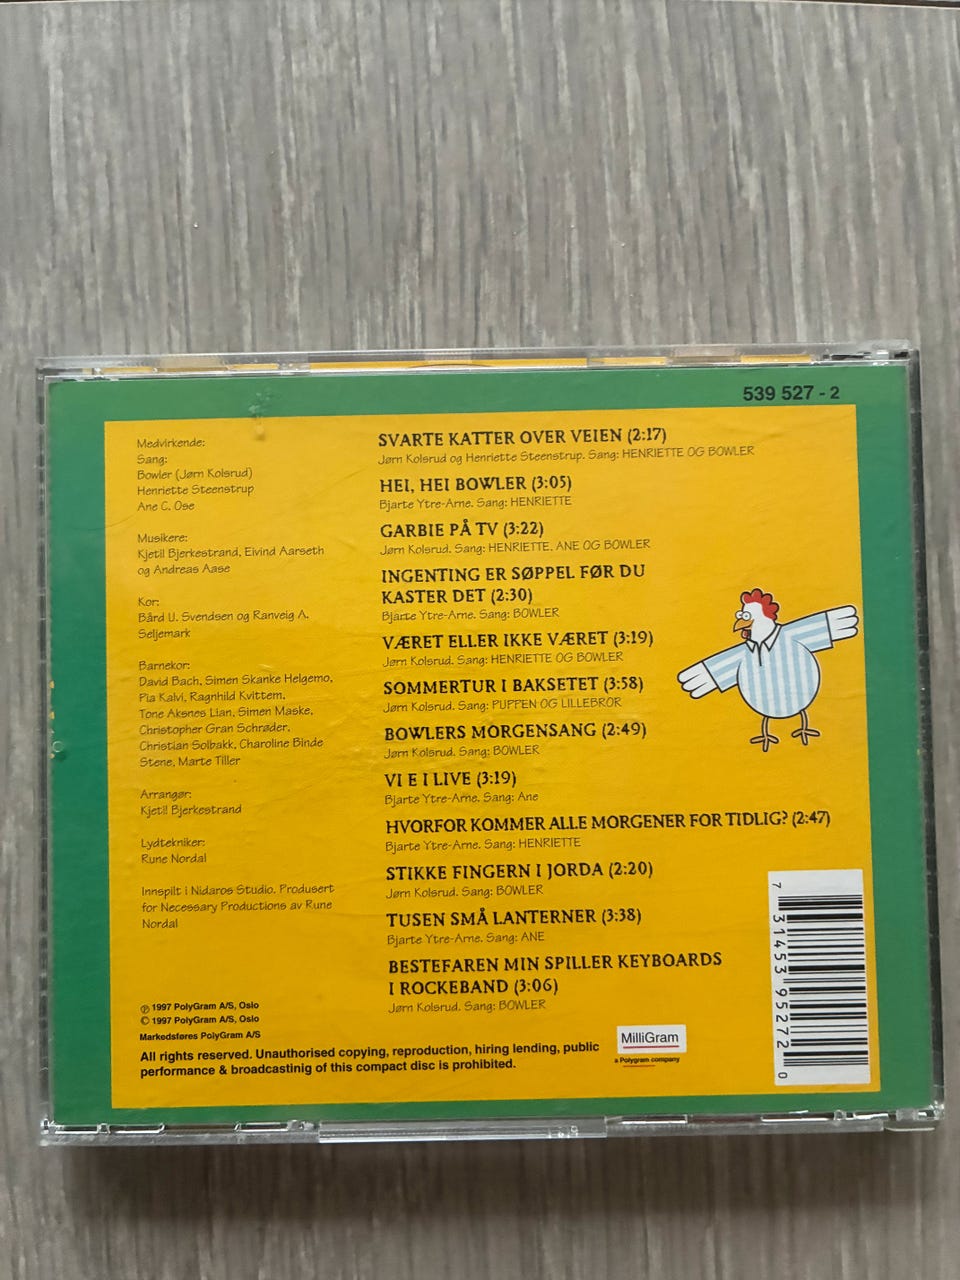 539 527 - 2
Medvirkende:
Sang:
Bowler (Jørn Kolsrud)
Henriette Steenstrup
Ane C. Ose
Musikere:
Kjetil Bjerkestrand, Eivind Aarseth
og Andreas Aase
Kor:
Bård U. Svendsen og Ranveig A.
Seljemark
Barnekor:
David Bach, Simen Skanke Helgemo,
Pia Kalvi, Ragnhild Kvittem,
Tone Aksnes Lian, Simen Maske,
Christopher Gran Schrøder,
Christian Solbakk, Charoline Binde
Stene, Marte Tiller
Arrangør:
Kjetil Bjerkestrand
Lydtekniker:
Rune Nordal
Innspilt i Nidaros Studio. Produsert
for Necessary Productions av Rune
Nordal
SVARTE KATTER OVER VEIEN (2:17)
Jørn Kolsrud og Henriette Steenstrup. Sang: HENRIETTE OG BOWLER
HEI, HEI BOWLER (3:05)
Bjarte Ytre-Arne. Sang: HENRIETTE
GARBIE PÅ TV (3:22)
Jørn Kolsrud. Sang: HENRIETTE, ANE OG BOWLER
INGENTING ER SØPPEL FØR DU
KASTER DET (2:30)
Bjarte Ytre-Arne. Sang: BOWLER
VÆRET ELLER IKKE VÆRET (3:19)
Jørn Kolsrud. Sang: HENRIETTE OG BOWLER
SOMMERTUR I BAKSETET (3:58)
Jørn Kolsrud. Sang: PUPPEN OG LILLEBROR
BOWLERS MORGENSANG (2:49)
Jørn Kolsrud. Sang: BOWLER
VI E I LIVE (3:19)
Bjarte Ytre-Arne. Sang: Ane
HVORFOR KOMMER ALLE MORGENER FOR TIDLIG? (2:47)
Bjarte Ytre-Arne. Sang: HENRIETTE
STIKKE FINGERN I JORDA (2:20)
Jørn Kolsrud. Sang: BOWLER
TUSEN SMÅ LANTERNER (3:38)
Bjarte Ytre-Arne. Sang: ANE
BESTEFAREN MIN SPILLER KEYBOARDS
I ROCKEBAND (3:06)
Jørn Kolsrud. Sang: BOWLER
℗ 1997 PolyGram A/S, Oslo
© 1997 PolyGram A/S, Oslo
Markedsføres PolyGram A/S
All rights reserved. Unauthorised copying, reproduction, hiring lending, public
performance & broadcastinig of this compact disc is prohibited.
MilliGram
a Polygram company
7 31453 95272 0